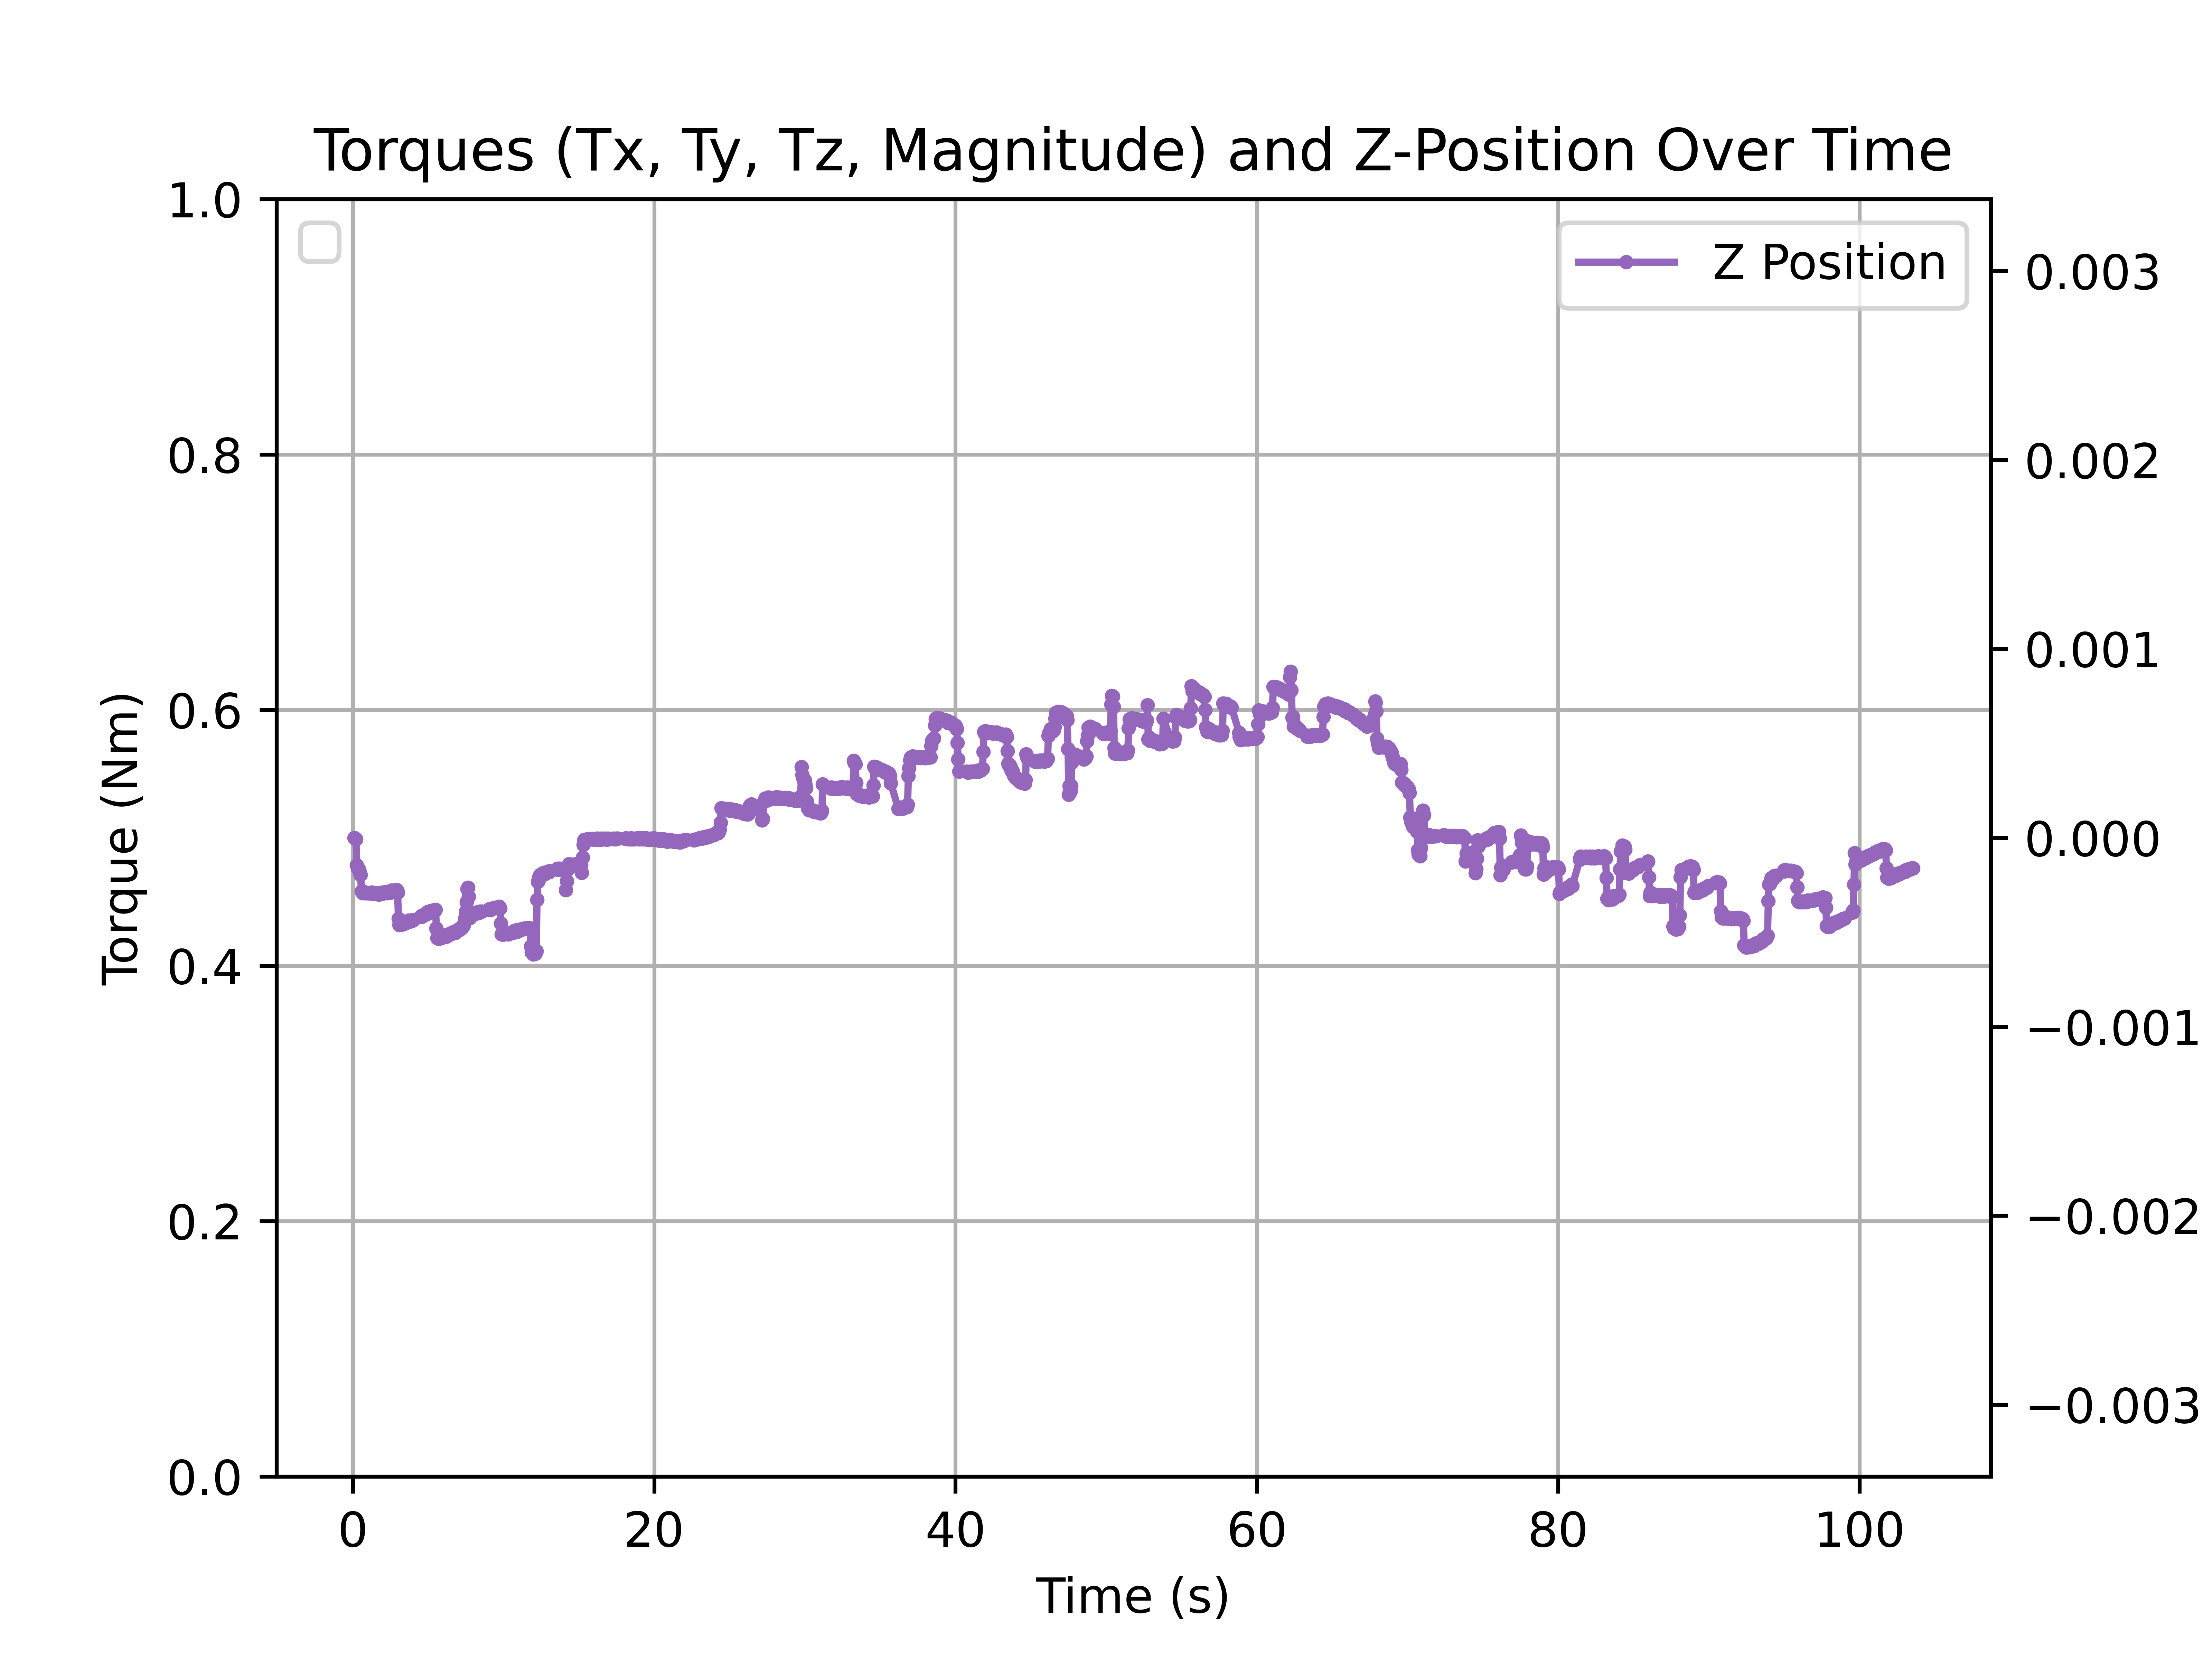 Torques (Tx, Ty, Tz, Magnitude) and Z-Position Over Time
Z Position
1.0
0.8
0.6
0.4
0.2
0.0
Torque (Nm)
0.003
0.002
0.001
0.000
−0.001
−0.002
−0.003
0 20 40 60 80 100
Time (s)